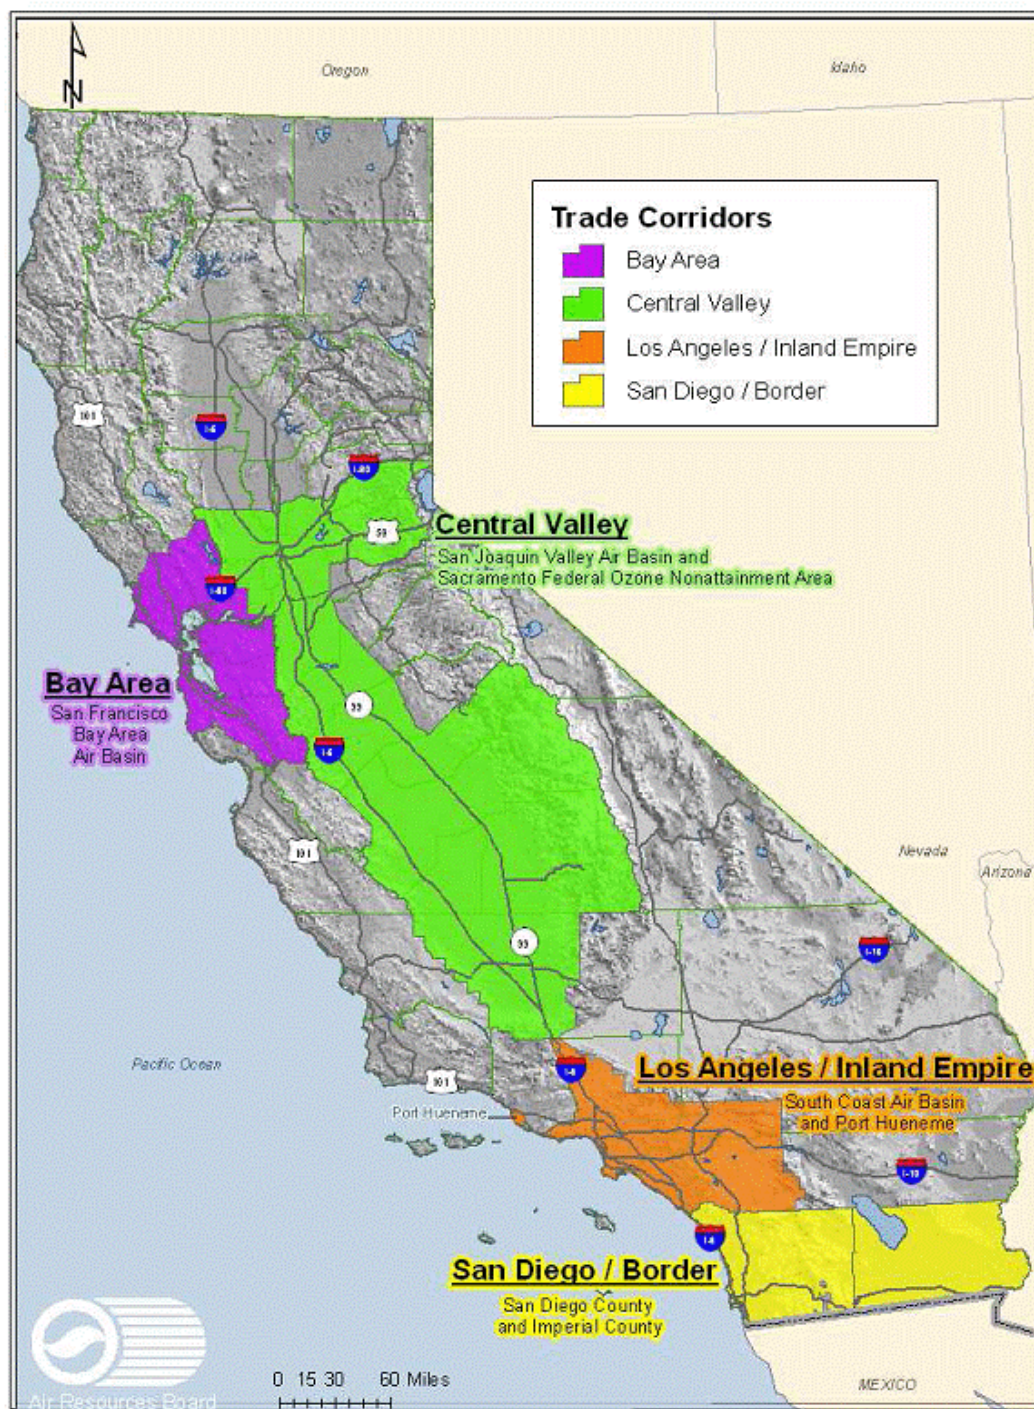 N
Oregon
Idaho
Trade Corridors
Bay Area
Central Valley
Los Angeles / Inland Empire
San Diego / Border
101
I-5
I-80
50
Central Valley
San Joaquin Valley Air Basin and
Sacramento Federal Ozone Nonattainment Area
I-80
Bay Area
San Francisco
Bay Area
Air Basin
99
I-5
101
Nevada
Arizona
99
Pacific Ocean
101
Port Hueneme
Los Angeles / Inland Empire
South Coast Air Basin
and Port Hueneme
I-10
San Diego / Border
San Diego County
and Imperial County
Air Resources Board
0 15 30 60 Miles
MEXICO